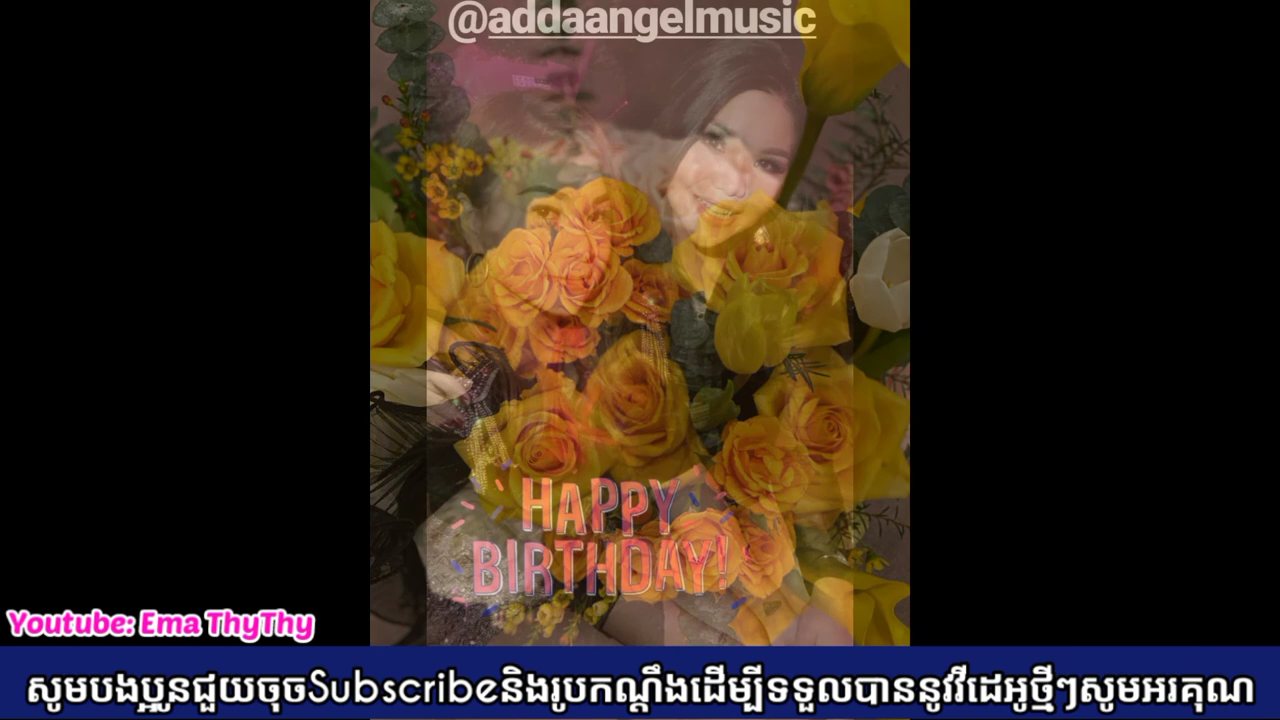 @addaangelmusic
HAPPY
BIRTHDAY!
Youtube: Ema ThyThy
សូមបងប្អូនជួយចុចSubscribeនិងរូបកណ្ដឹងដើម្បីទទួលបាននូវវីដេអូថ្មីៗសូមអរគុណ